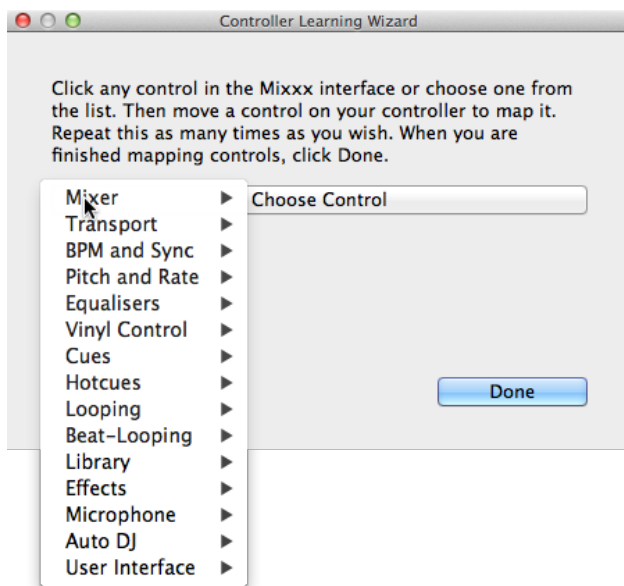 Controller Learning Wizard
Click any control in the Mixxx interface or choose one from
the list. Then move a control on your controller to map it.
Repeat this as many times as you wish. When you are
finished mapping controls, click Done.
Choose Control
Mixer
Transport
BPM and Sync
Pitch and Rate
Equalisers
Vinyl Control
Cues
Hotcues
Looping
Beat-Looping
Library
Effects
Microphone
Auto DJ
User Interface
Done